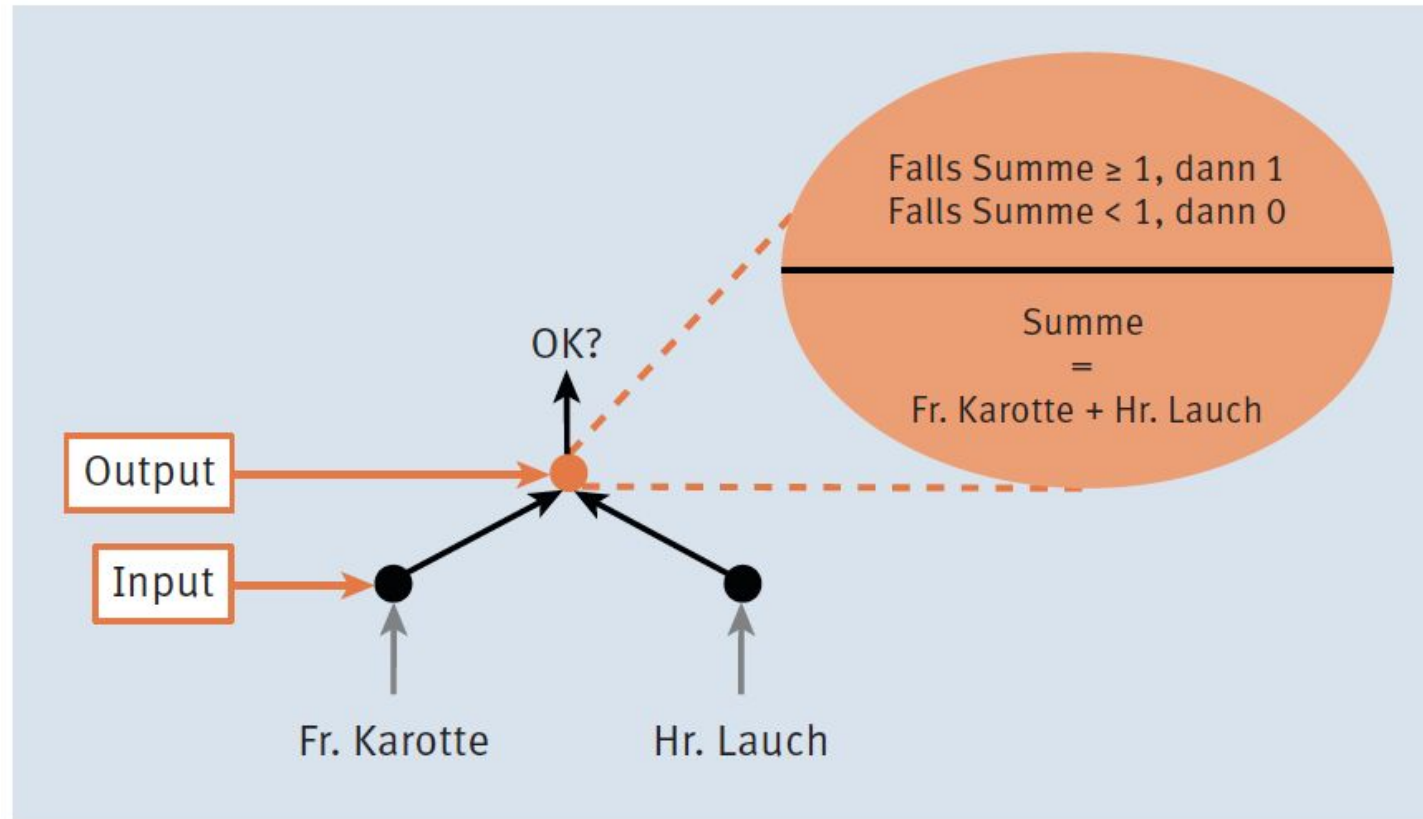 Falls Summe ≥ 1, dann 1
Falls Summe < 1, dann 0
Summe
=
Fr. Karotte + Hr. Lauch
OK?
Output
Input
Fr. Karotte
Hr. Lauch